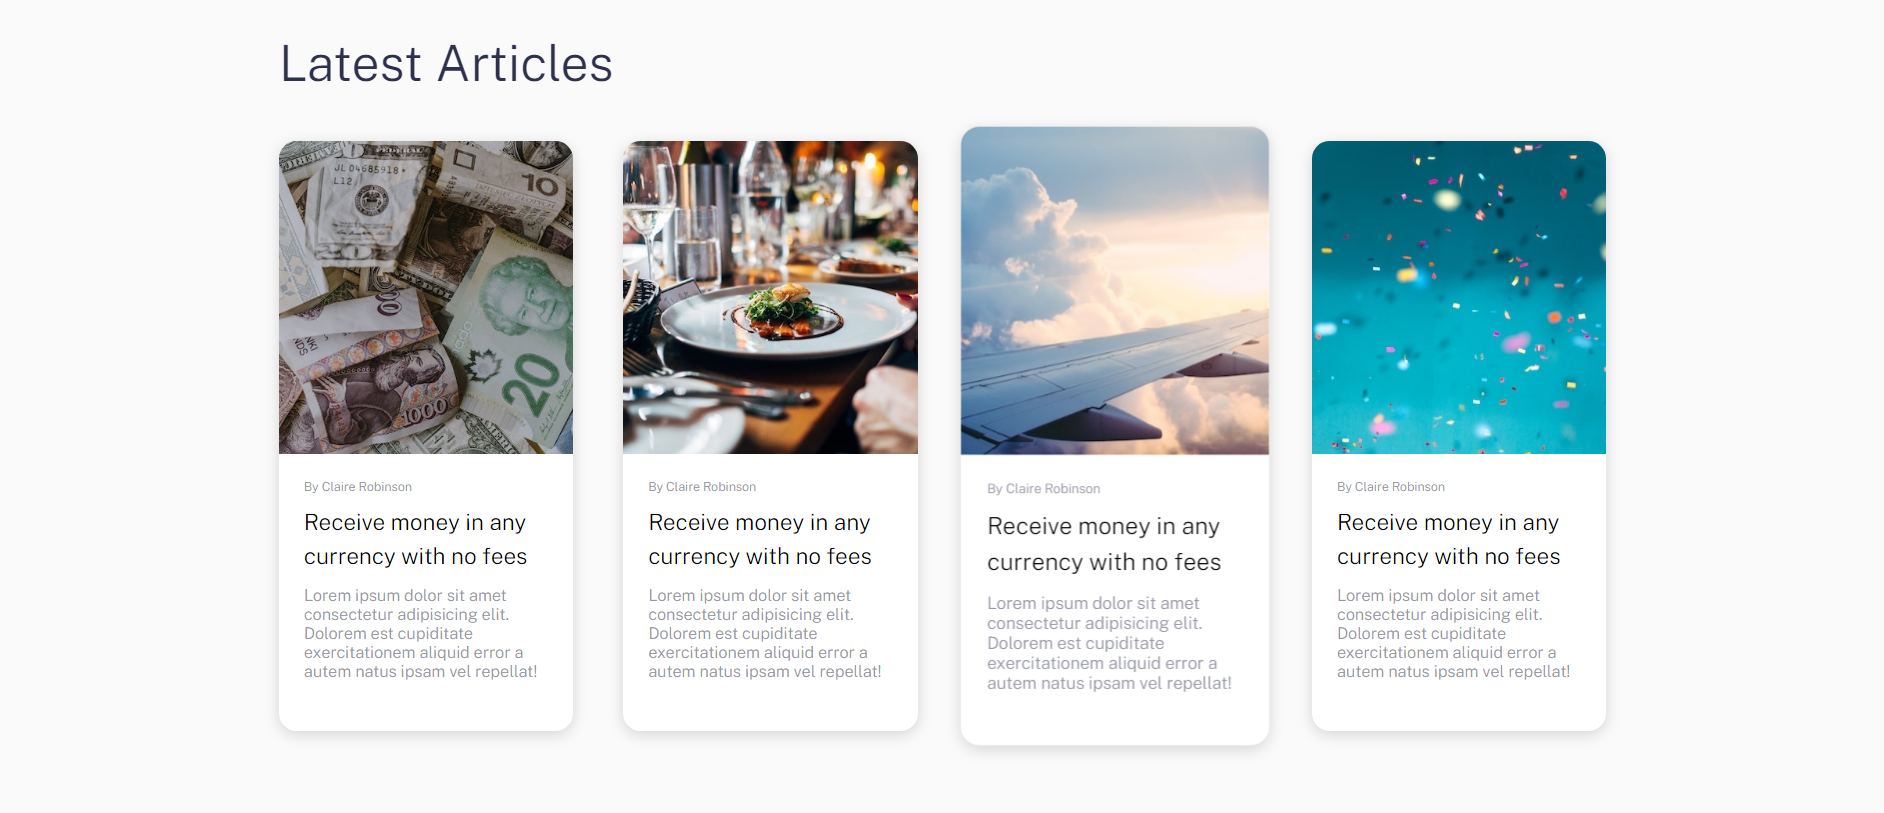 Latest Articles
JL 04685918*
L12
10
20
1000
By Claire Robinson
Receive money in any
currency with no fees
Lorem ipsum dolor sit amet
consectetur adipisicing elit.
Dolorem est cupiditate
exercitationem aliquid error a
autem natus ipsam vel repellat!
By Claire Robinson
Receive money in any
currency with no fees
Lorem ipsum dolor sit amet
consectetur adipisicing elit.
Dolorem est cupiditate
exercitationem aliquid error a
autem natus ipsam vel repellat!
By Claire Robinson
Receive money in any
currency with no fees
Lorem ipsum dolor sit amet
consectetur adipisicing elit.
Dolorem est cupiditate
exercitationem aliquid error a
autem natus ipsam vel repellat!
By Claire Robinson
Receive money in any
currency with no fees
Lorem ipsum dolor sit amet
consectetur adipisicing elit.
Dolorem est cupiditate
exercitationem aliquid error a
autem natus ipsam vel repellat!